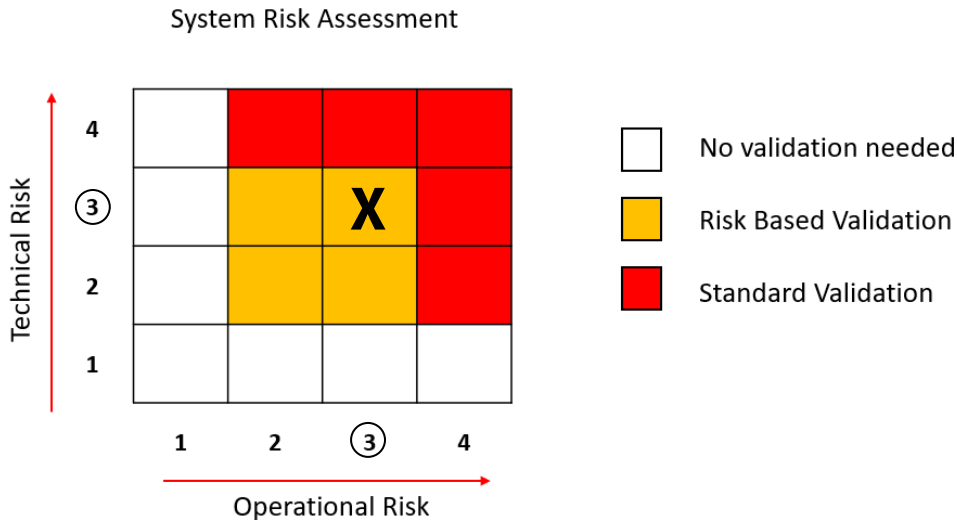 System Risk Assessment
Technical Risk
4
3
X
2
1
1 2 3 4
Operational Risk
No validation needed
Risk Based Validation
Standard Validation